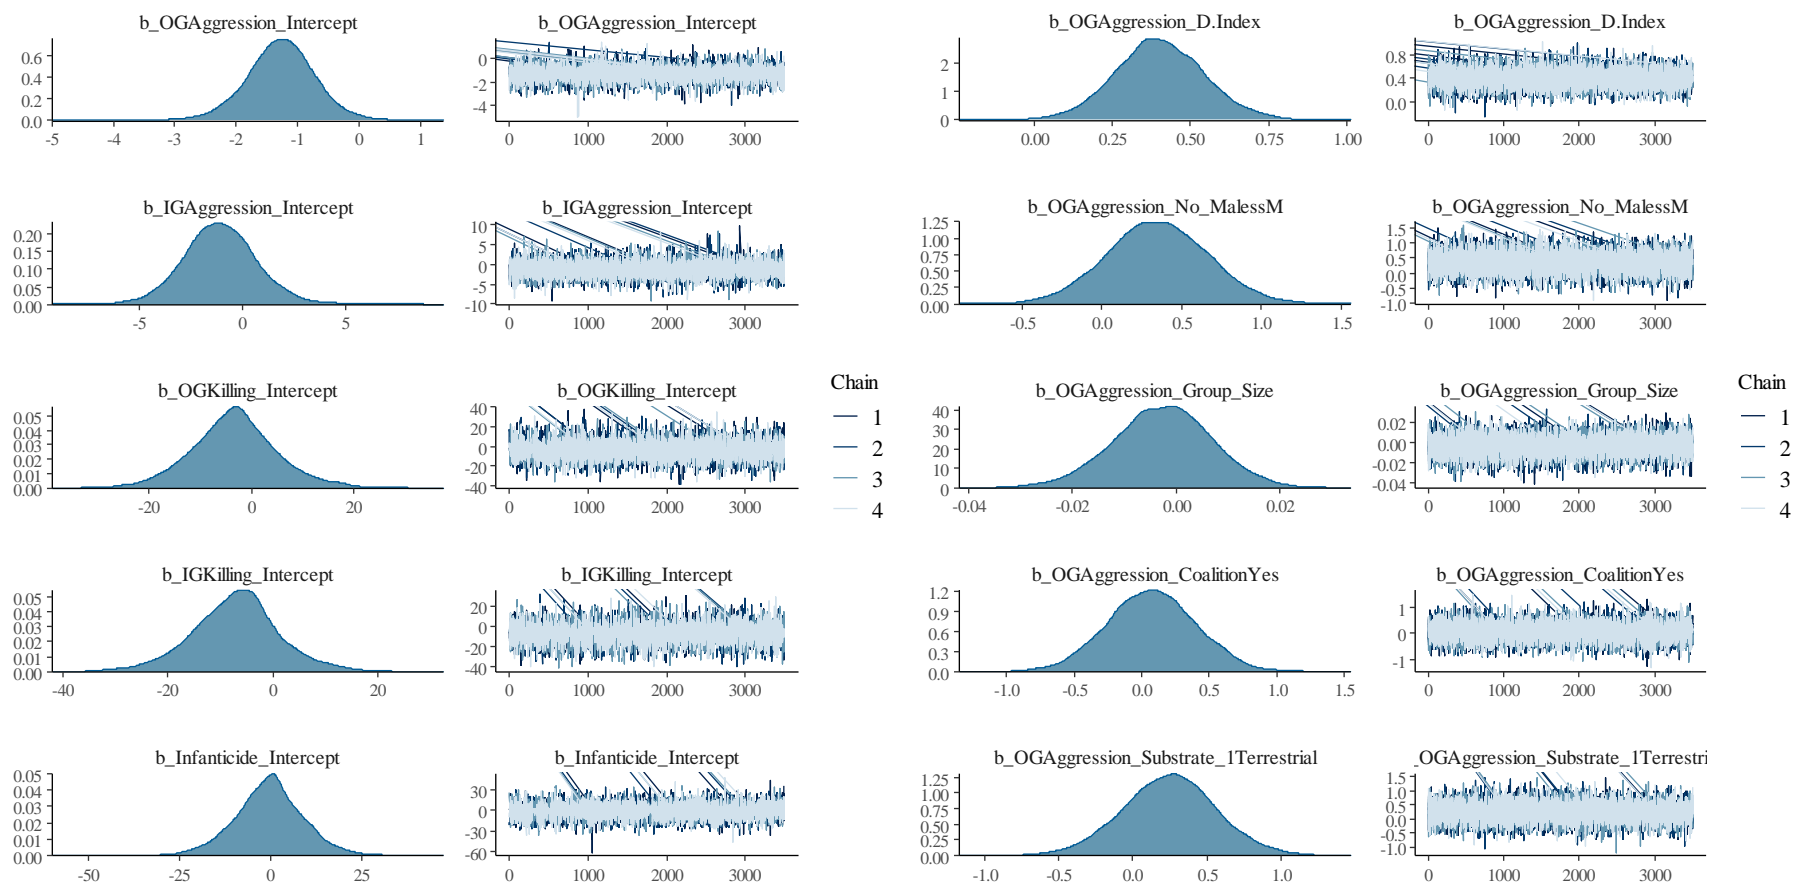 b_OGAggression_Intercept
0.6
0.4
0.2
0.0
-5 -4 -3 -2 -1 0 1
b_OGAggression_Intercept
0
-2
-4
0 1000 2000 3000
b_OGAggression_D.Index
2
1
0
0.00 0.25 0.50 0.75 1.00
b_OGAggression_D.Index
0.8
0.4
0.0
0 1000 2000 3000
b_IGAggression_Intercept
0.20
0.15
0.10
0.05
0.00
-5 0 5
b_IGAggression_Intercept
10
5
0
-5
-10
0 1000 2000 3000
b_OGAggression_No_MalessM
1.25
1.00
0.75
0.50
0.25
0.00
-0.5 0.0 0.5 1.0 1.5
b_OGAggression_No_MalessM
1.5
1.0
0.5
0.0
-0.5
-1.0
0 1000 2000 3000
b_OGKilling_Intercept
0.05
0.04
0.03
0.02
0.01
0.00
-20 0 20
b_OGKilling_Intercept
40
20
0
-20
-40
0 1000 2000 3000
Chain
1
2
3
4
b_OGAggression_Group_Size
40
30
20
10
0
-0.04 -0.02 0.00 0.02
b_OGAggression_Group_Size
0.02
0.00
-0.02
-0.04
0 1000 2000 3000
Chain
1
2
3
4
b_IGKilling_Intercept
0.05
0.04
0.03
0.02
0.01
0.00
-40 -20 0 20
b_IGKilling_Intercept
20
0
-20
-40
0 1000 2000 3000
b_OGAggression_CoalitionYes
1.2
0.9
0.6
0.3
0.0
-1.0 -0.5 0.0 0.5 1.0 1.5
b_OGAggression_CoalitionYes
1
0
-1
0 1000 2000 3000
b_Infanticide_Intercept
0.05
0.04
0.03
0.02
0.01
0.00
-50 -25 0 25
b_Infanticide_Intercept
30
0
-30
-60
0 1000 2000 3000
b_OGAggression_Substrate_1Terrestrial
1.25
1.00
0.75
0.50
0.25
0.00
-1.0 -0.5 0.0 0.5 1.0
_OGAggression_Substrate_1Terrestri
1.5
1.0
0.5
0.0
-0.5
-1.0
0 1000 2000 3000